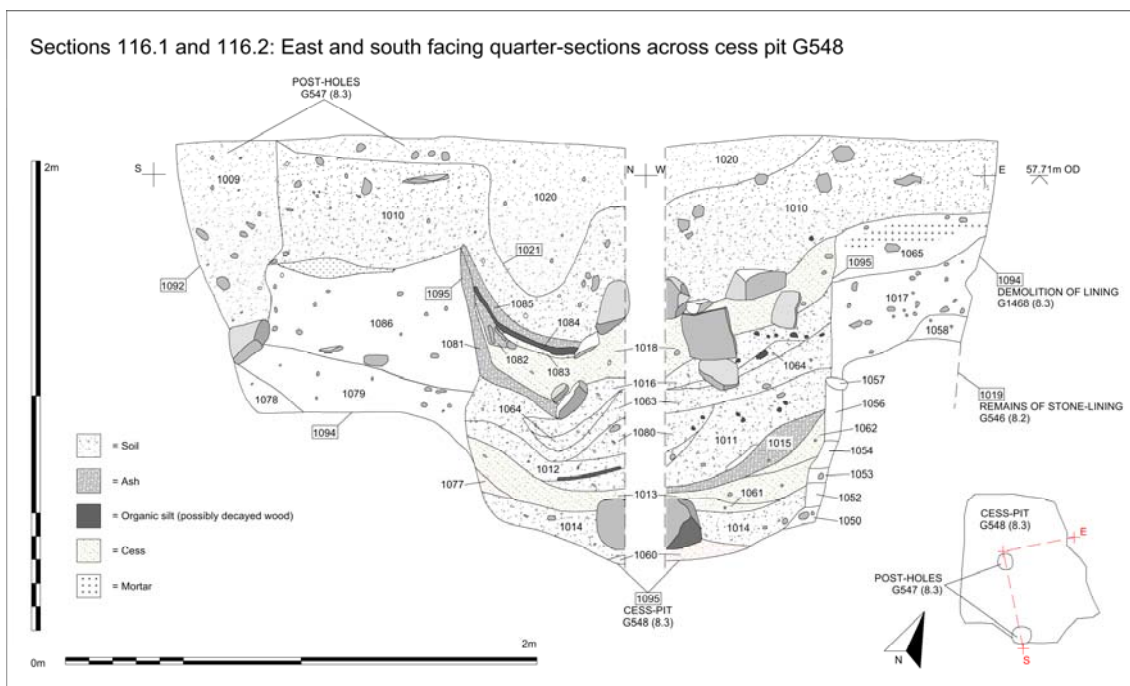 Sections 116.1 and 116.2: East and south facing quarter-sections across cess pit G548
POST-HOLES
G547 (8.3)
2m
S
N
W
E
57.71m OD
1009
1010
1020
1020
1010
1021
1092
1095
1086
1085
1084
1081
1082
1083
1018
1016
1064
1063
1080
1078
1079
1094
1012
1077
1013
1014
1060
1095
CESS-PIT
G548 (8.3)
1065
1095
1094
DEMOLITION OF LINING
G1468 (8.3)
1017
1058
1064
1057
1019
REMAINS OF STONE-LINING
G546 (8.2)
1056
1011
1015
1062
1054
1053
1061
1052
1014
1050
= Soil
= Ash
= Organic silt (possibly decayed wood)
= Cess
= Mortar
0m
2m
CESS-PIT
G548 (8.3)
E
POST-HOLES
G547 (8.3)
S
N